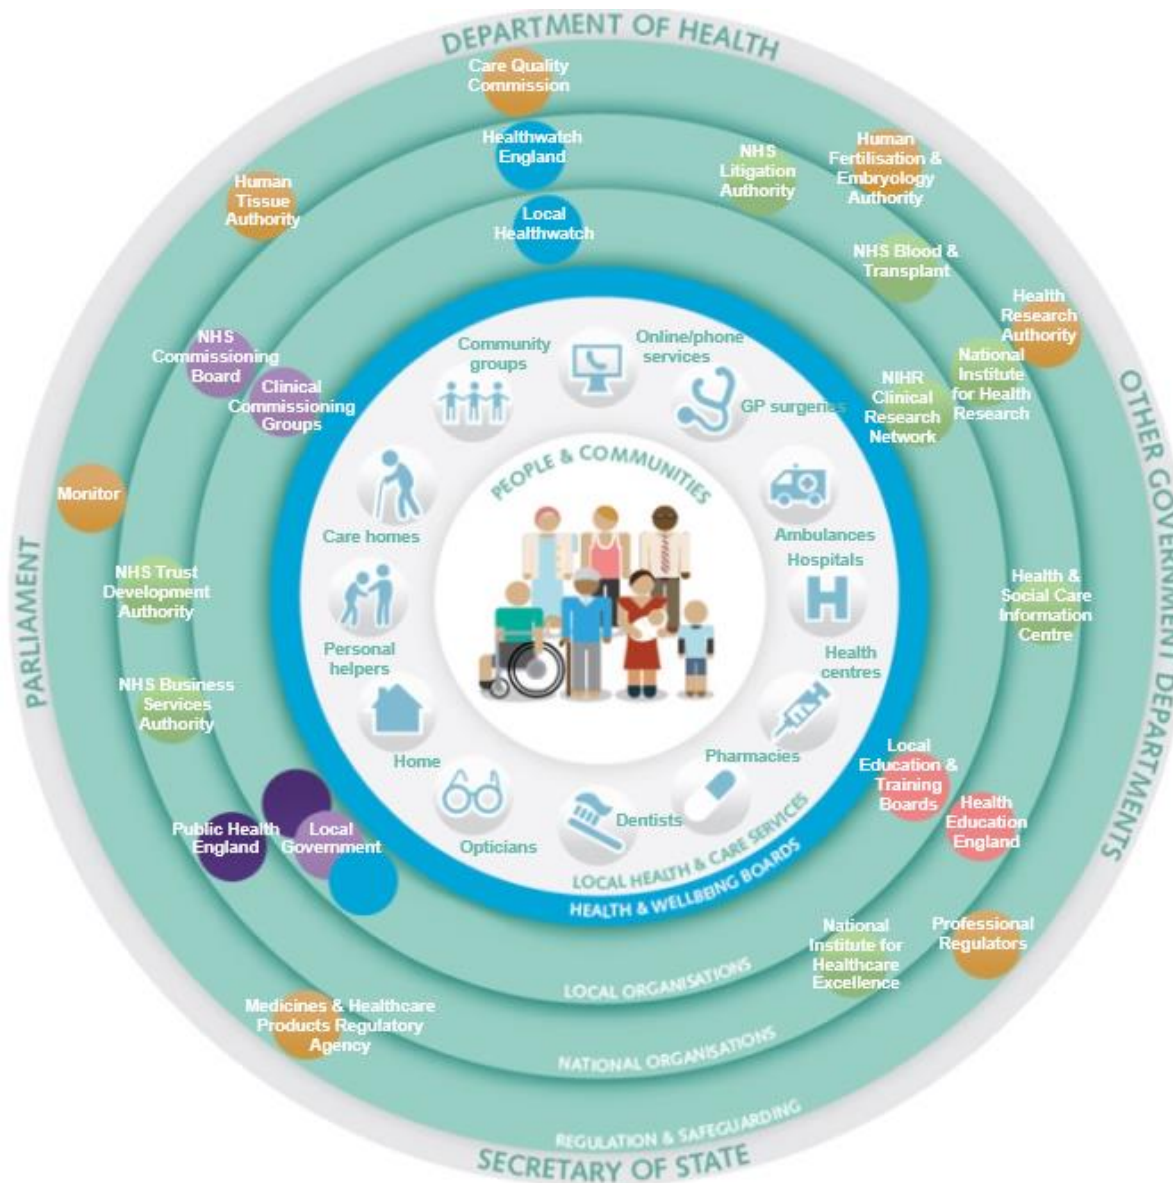 DEPARTMENT OF HEALTH
Care Quality
Commission
Healthwatch
England
Local
Healthwatch
NHS
Litigation
Authority
Human
Fertilisation &
Embryology
Authority
Human
Tissue
Authority
NHS Blood &
Transplant
Health
Research
Authority
National
Institute
for Health
Research
NIHR
Clinical
Research
Network
NHS
Commissioning
Board
Clinical
Commissioning
Groups
Community
groups
Online/phone
services
GP surgeries
PEOPLE & COMMUNITIES
Monitor
Care homes
Ambulances
Hospitals
H
PARLIAMENT
OTHER GOVERNMENT DEPARTMENTS
NHS Trust
Development
Authority
Health &
Social Care
Information
Centre
Personal
helpers
Health
centres
NHS Business
Services
Authority
Home
Pharmacies
Local
Education &
Training
Boards
Health
Education
England
Public Health
England
Local
Government
Opticians
Dentists
LOCAL HEALTH & CARE SERVICES
HEALTH & WELLBEING BOARDS
National
Institute for
Healthcare
Excellence
Professional
Regulators
LOCAL ORGANISATIONS
Medicines & Healthcare
Products Regulatory
Agency
NATIONAL ORGANISATIONS
REGULATION & SAFEGUARDING
SECRETARY OF STATE